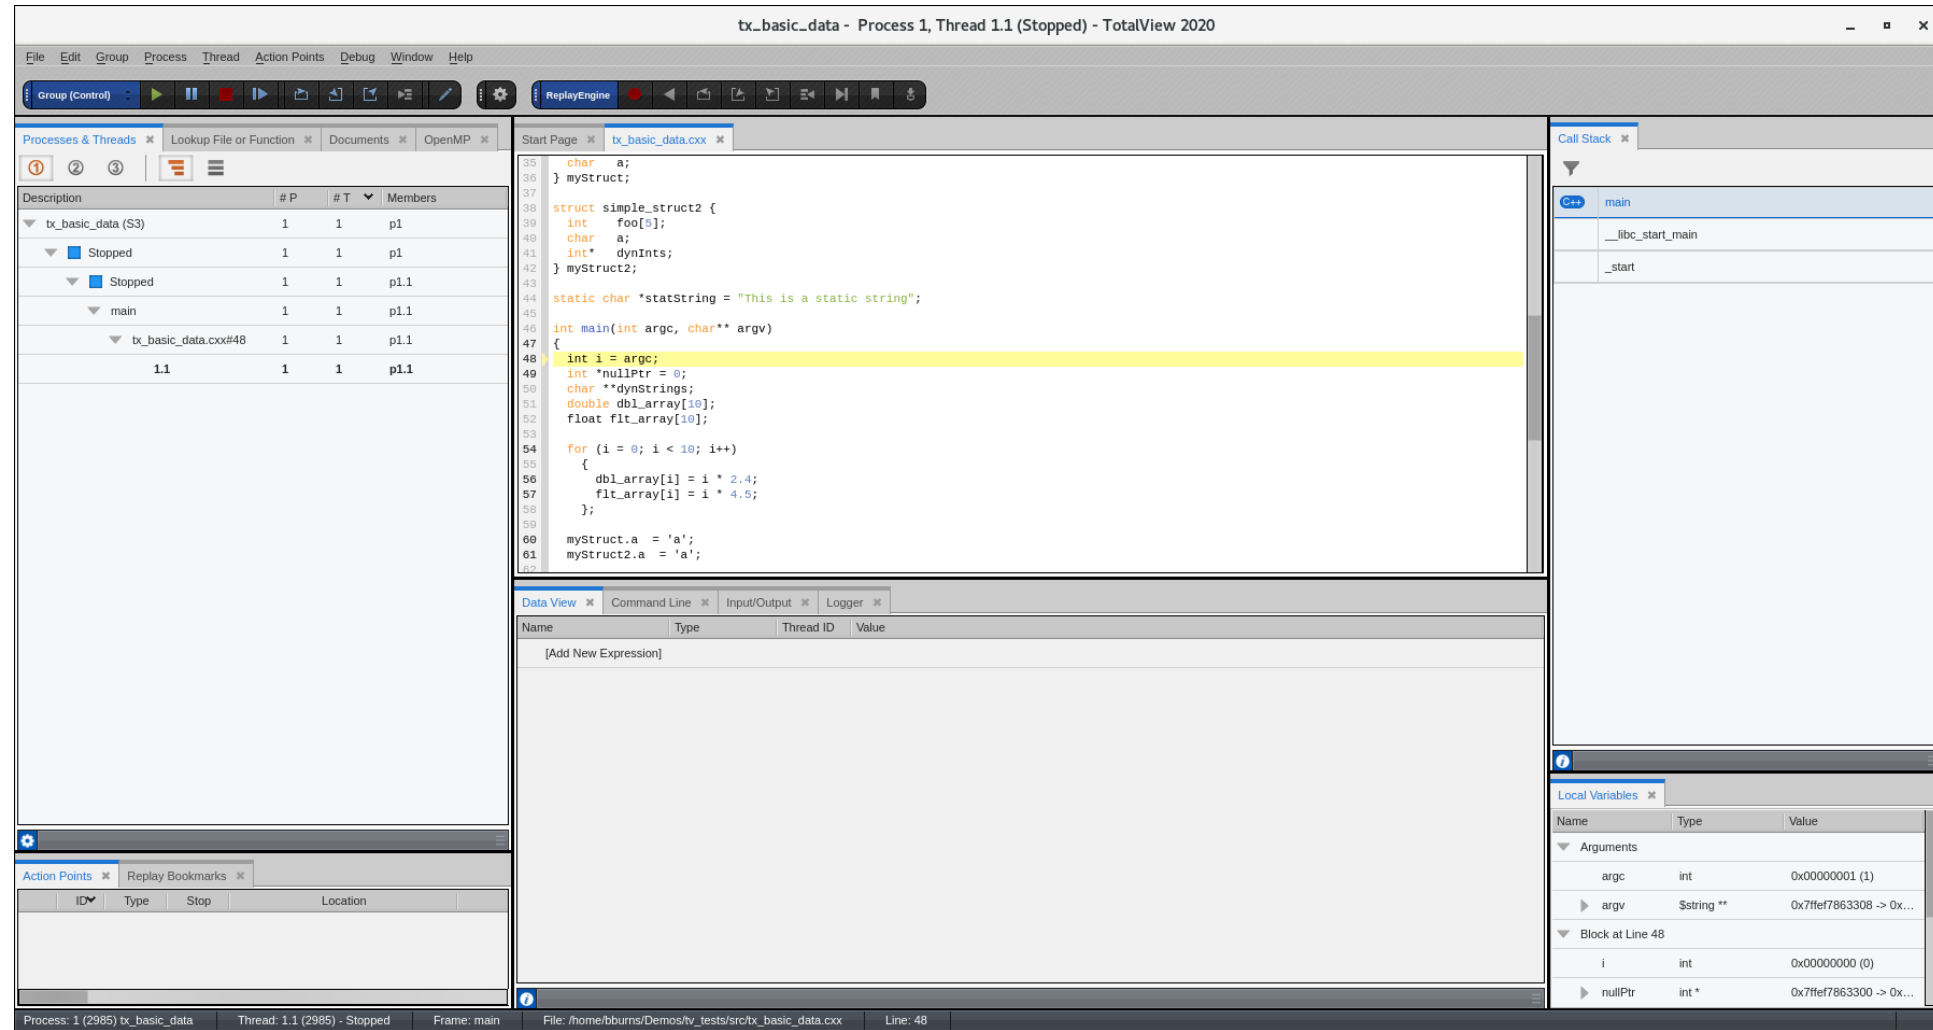 tx_basic_data - Process 1, Thread 1.1 (Stopped) - TotalView 2020
File Edit Group Process Thread Action Points Debug Window Help
Group (Control) ReplayEngine
Processes & Threads Lookup File or Function Documents OpenMP
1 2 3
Description # P # T Members
tx_basic_data (S3) 1 1 p1
Stopped 1 1 p1
Stopped 1 1 p1.1
main 1 1 p1.1
tx_basic_data.cxx#48 1 1 p1.1
1.1 1 1 p1.1
Action Points Replay Bookmarks
ID Type Stop Location
Start Page tx_basic_data.cxx
35 char a;
36 } myStruct;
37
38 struct simple_struct2 {
39 int foo[5];
40 char a;
41 int* dynInts;
42 } myStruct2;
43
44 static char *statString = "This is a static string";
45
46 int main(int argc, char** argv)
47 {
48 int i = argc;
49 int *nullPtr = 0;
50 char **dynStrings;
51 double dbl_array[10];
52 float flt_array[10];
53
54 for (i = 0; i < 10; i++)
55 {
56 dbl_array[i] = i * 2.4;
57 flt_array[i] = i * 4.5;
58 };
59
60 myStruct.a = 'a';
61 myStruct2.a = 'a';
62
Data View Command Line Input/Output Logger
Name Type Thread ID Value
[Add New Expression]
Call Stack
C++ main
__libc_start_main
_start
Local Variables
Name Type Value
Arguments
argc int 0x00000001 (1)
argv $string ** 0x7ffef7863308 -> 0x...
Block at Line 48
i int 0x00000000 (0)
nullPtr int * 0x7ffef7863300 -> 0x...
Process: 1 (2985) tx_basic_data Thread: 1.1 (2985) - Stopped Frame: main File: /home/bburns/Demos/tv_tests/src/tx_basic_data.cxx Line: 48